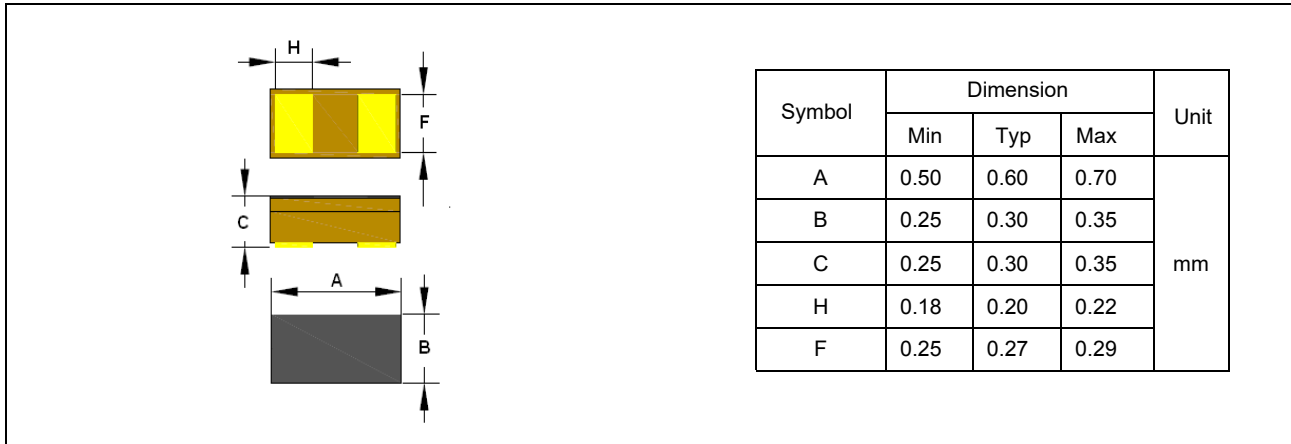 H
F
C
A
B
Symbol Dimension Unit
Min Typ Max
A 0.50 0.60 0.70 mm
B 0.25 0.30 0.35
C 0.25 0.30 0.35
H 0.18 0.20 0.22
F 0.25 0.27 0.29